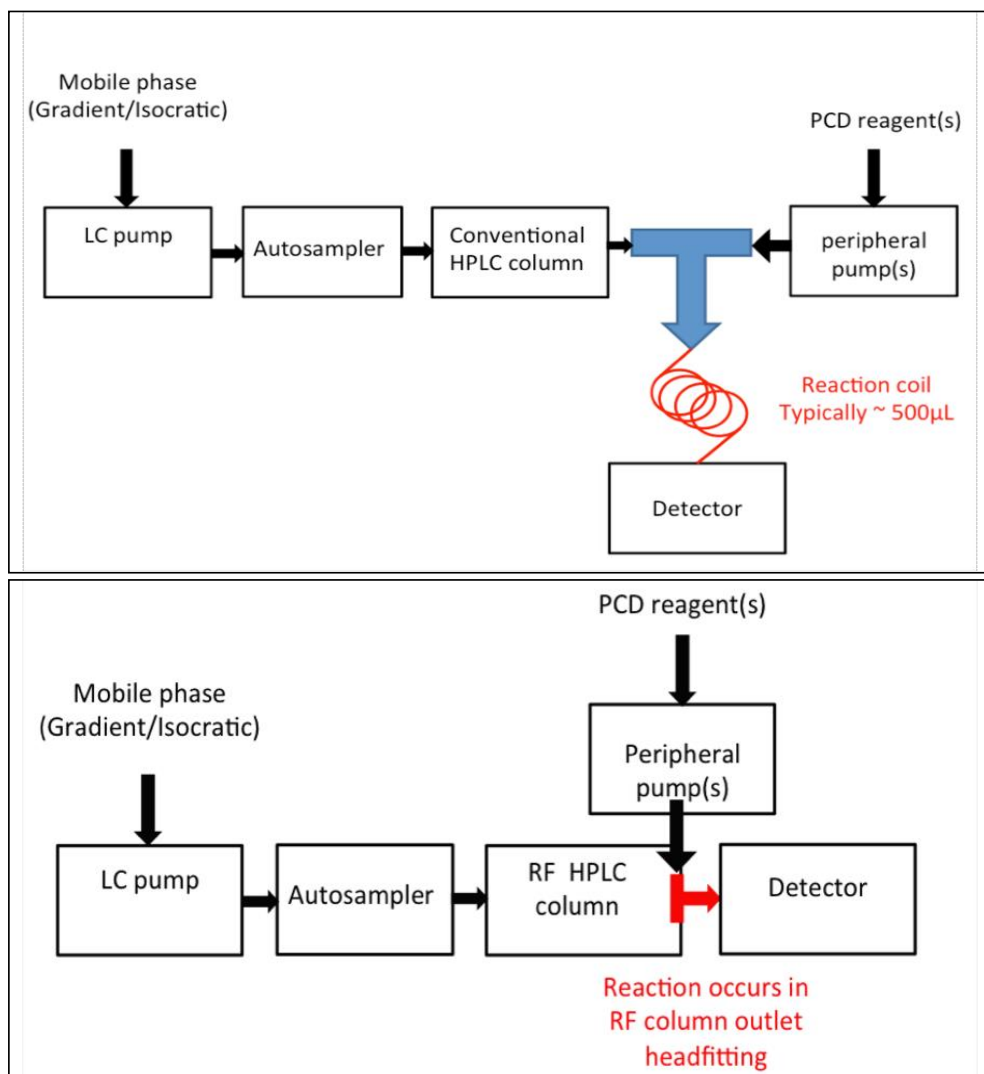 Mobile phase
(Gradient/Isocratic)
PCD reagent(s)
LC pump
Autosampler
Conventional
HPLC column
peripheral
pump(s)
Reaction coil
Typically ~ 500µL
Detector
PCD reagent(s)
Mobile phase
(Gradient/Isocratic)
Peripheral
pump(s)
LC pump
Autosampler
RF HPLC
column
Detector
Reaction occurs in
RF column outlet
headfitting